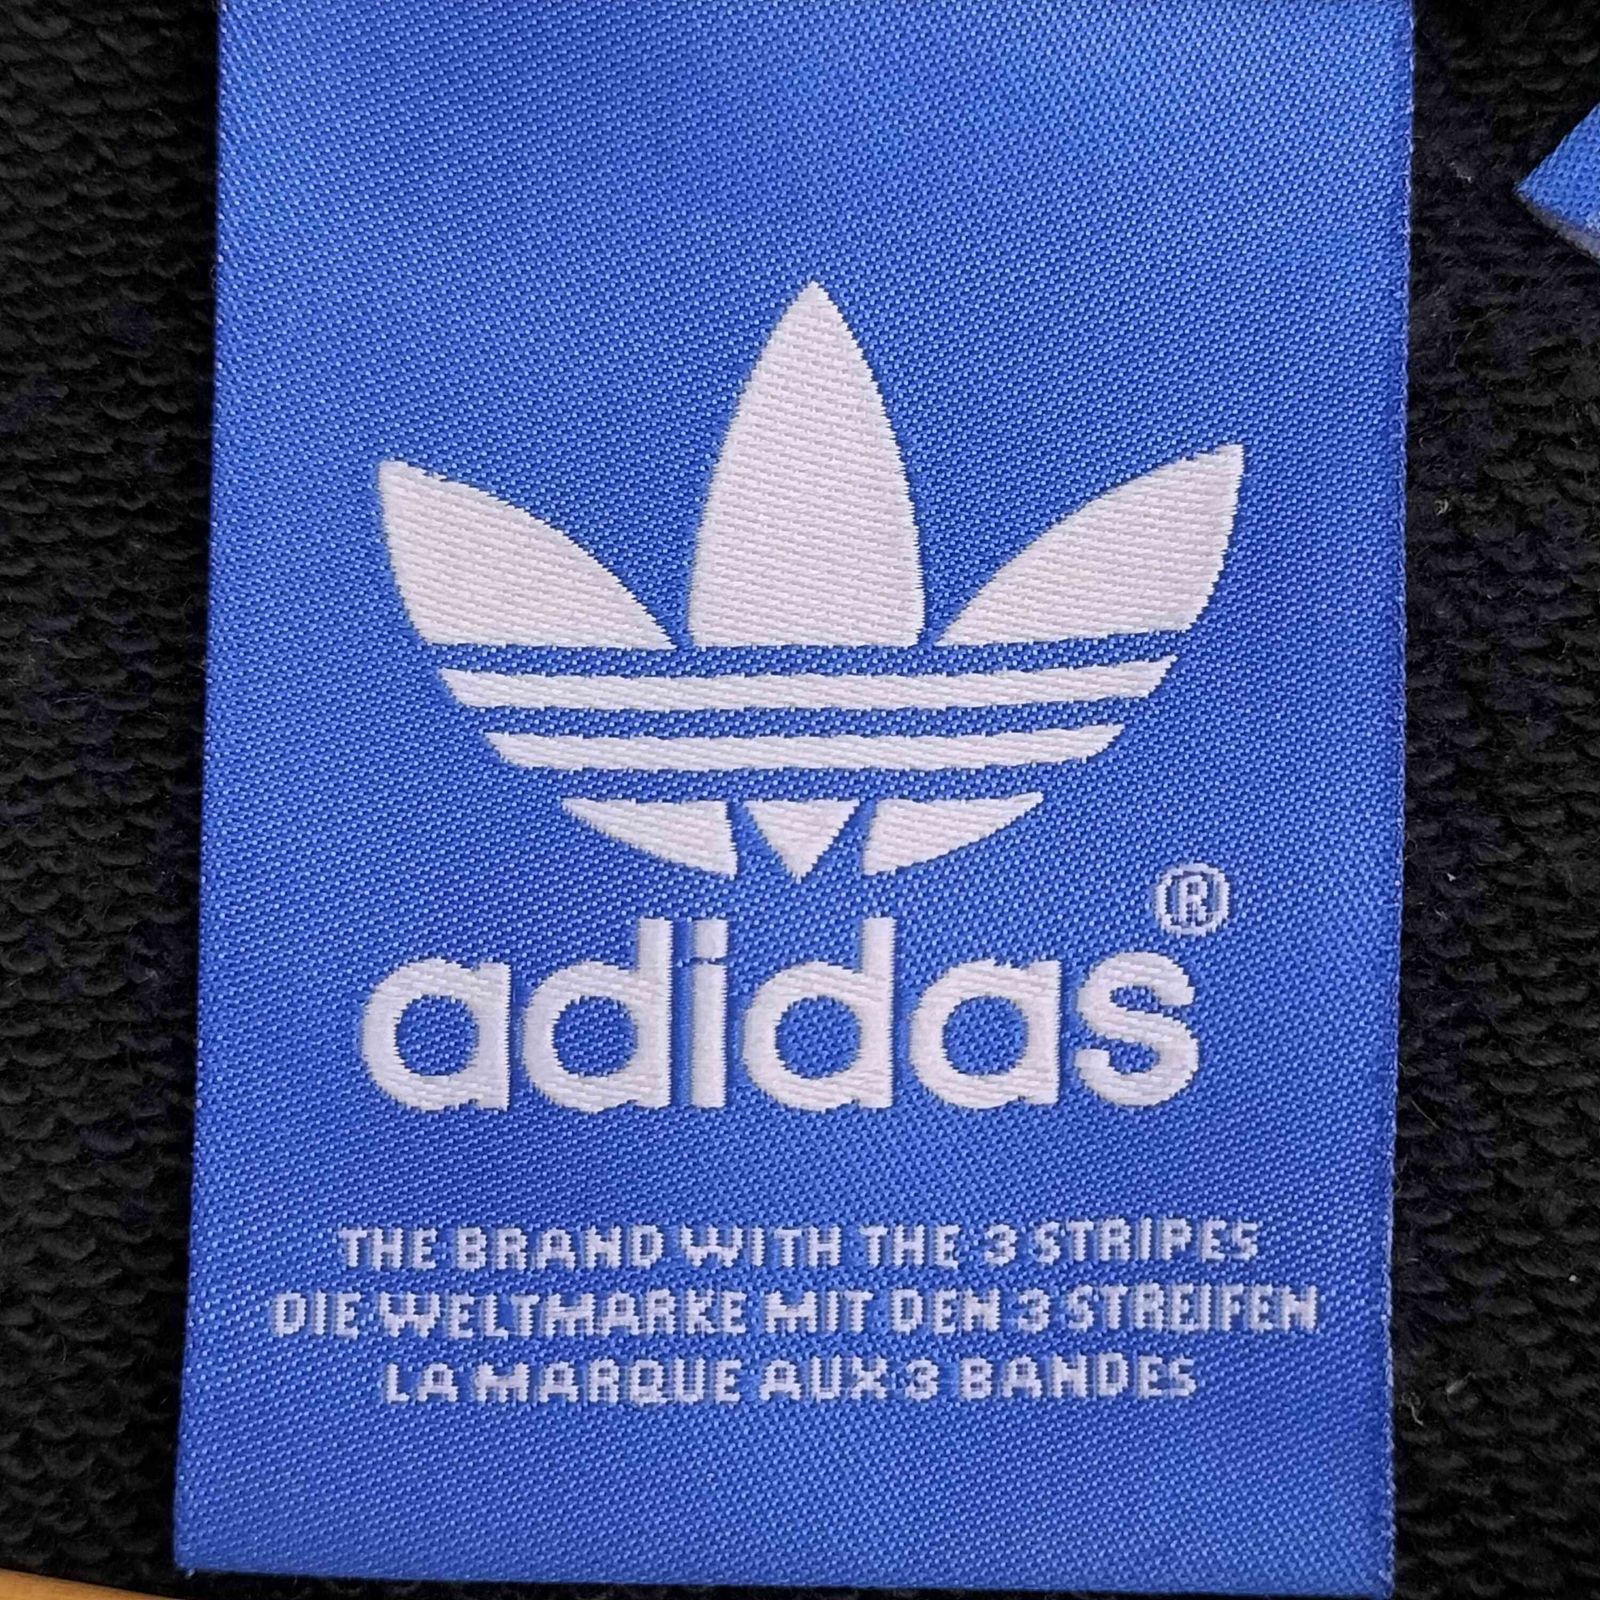 adidas®
THE BRAND WITH THE 3 STRIPES
DIE WELTMARKE MIT DEN 3 STREIFEN
LA MARQUE AUX 3 BANDES